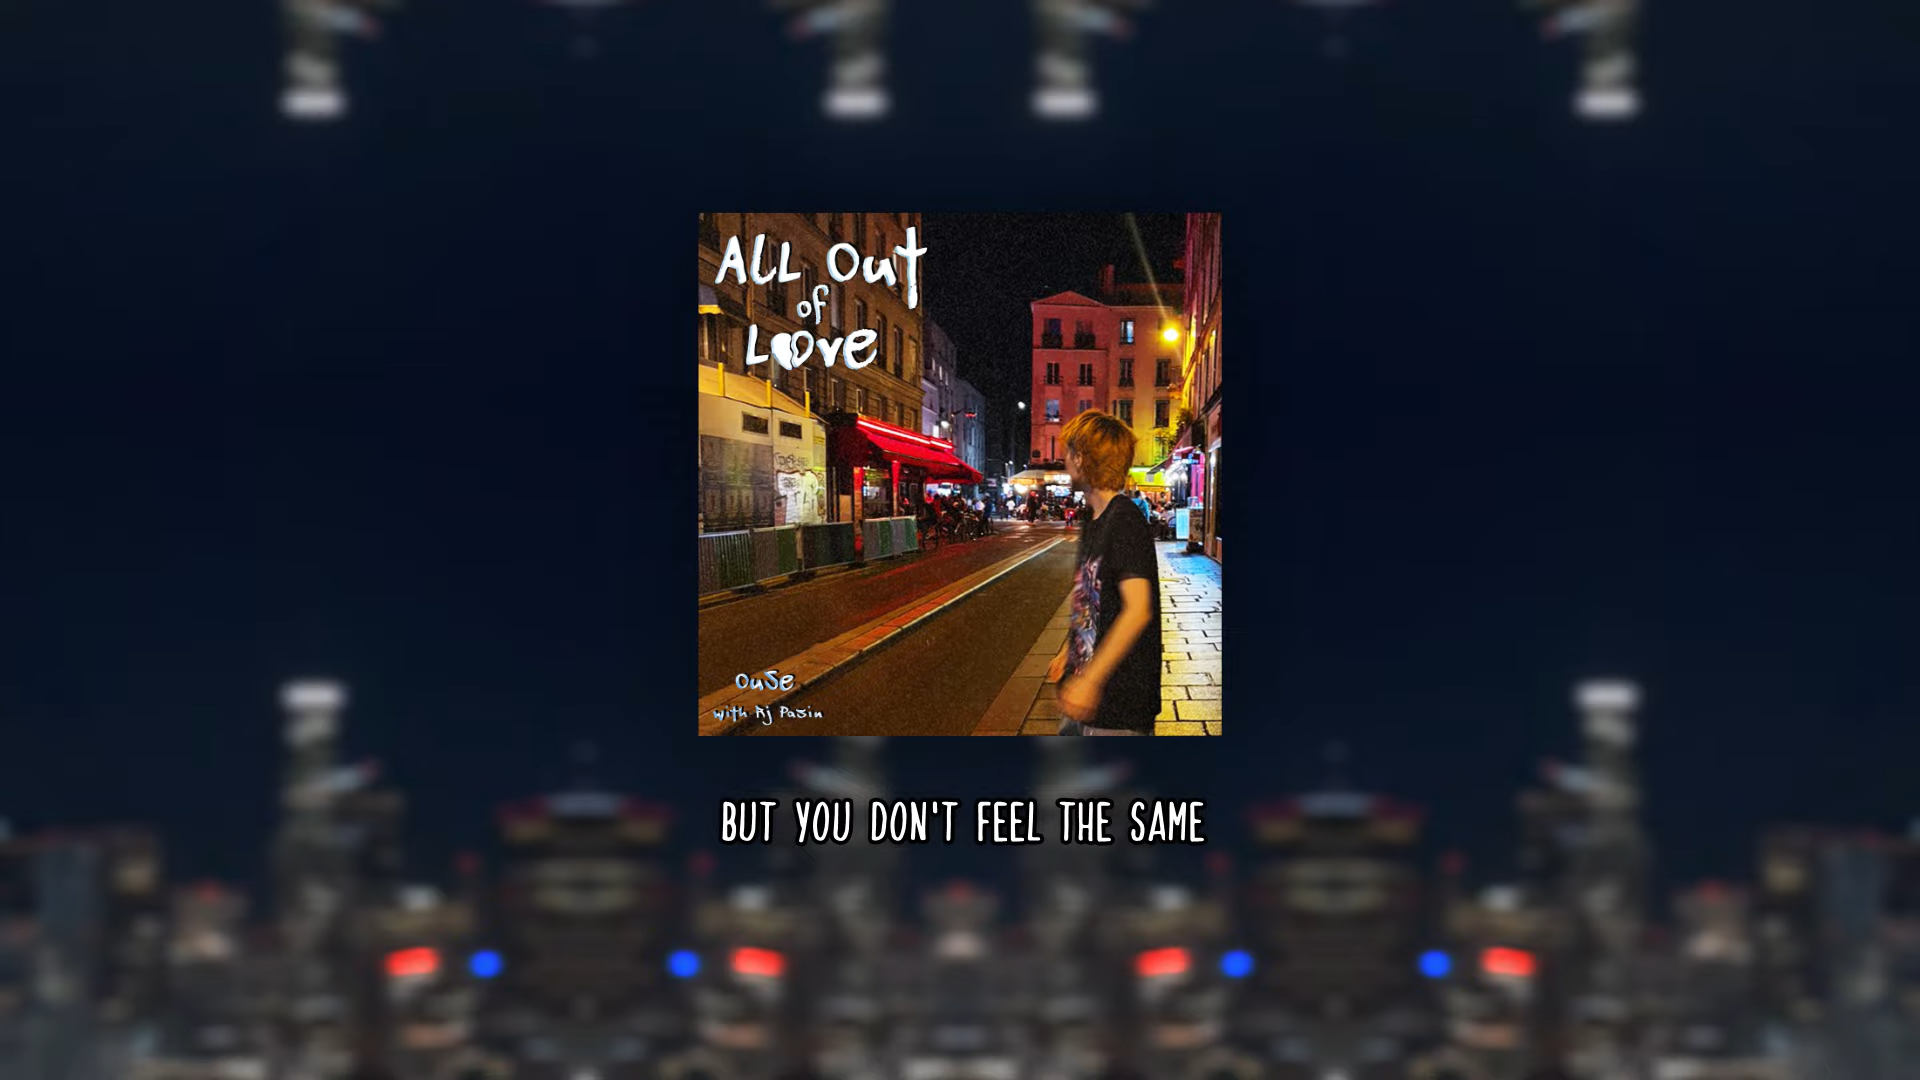 ALL Out
of
Love
OuSe
with Rj Pasin
BUT YOU DON'T FEEL THE SAME